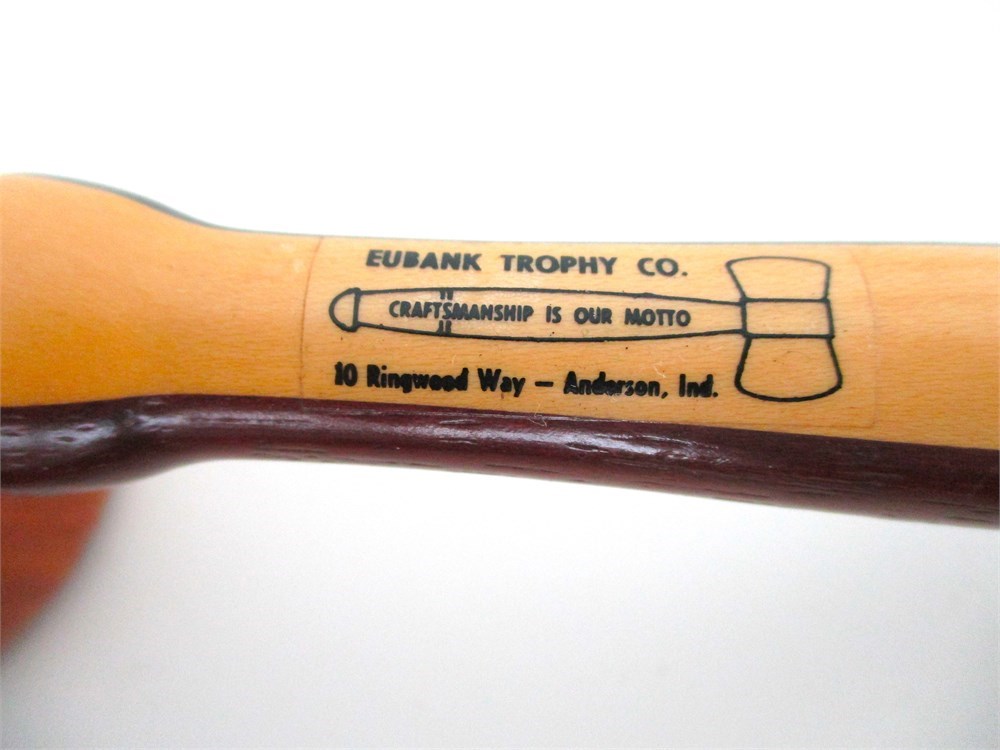 EUBANK TROPHY CO.
CRAFTSMANSHIP IS OUR MOTTO
10 Ringwood Way — Anderson, Ind.